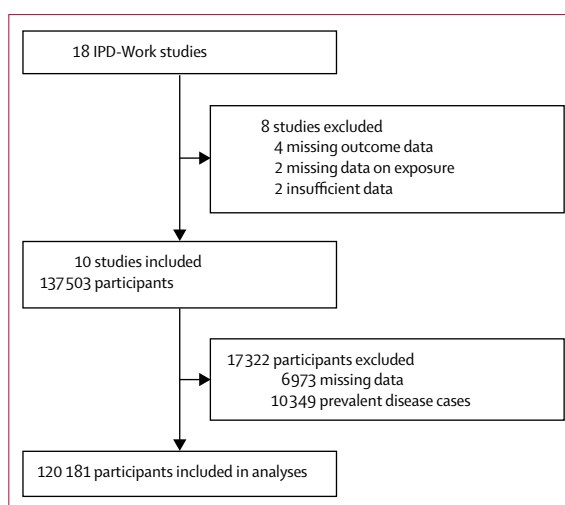 18 IPD-Work studies
8 studies excluded
4 missing outcome data
2 missing data on exposure
2 insufficient data
10 studies included
137 503 participants
17 322 participants excluded
6973 missing data
10 349 prevalent disease cases
120 181 participants included in analyses